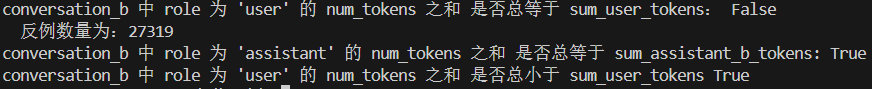 conversation_b 中 role 为 'user' 的 num_tokens 之和 是否总等于 sum_user_tokens： False
反例数量为：27319
conversation_b 中 role 为 'assistant' 的 num_tokens 之和 是否总等于 sum_assistant_b_tokens: True
conversation_b 中 role 为 'user' 的 num_tokens 之和 是否总小于 sum_user_tokens True